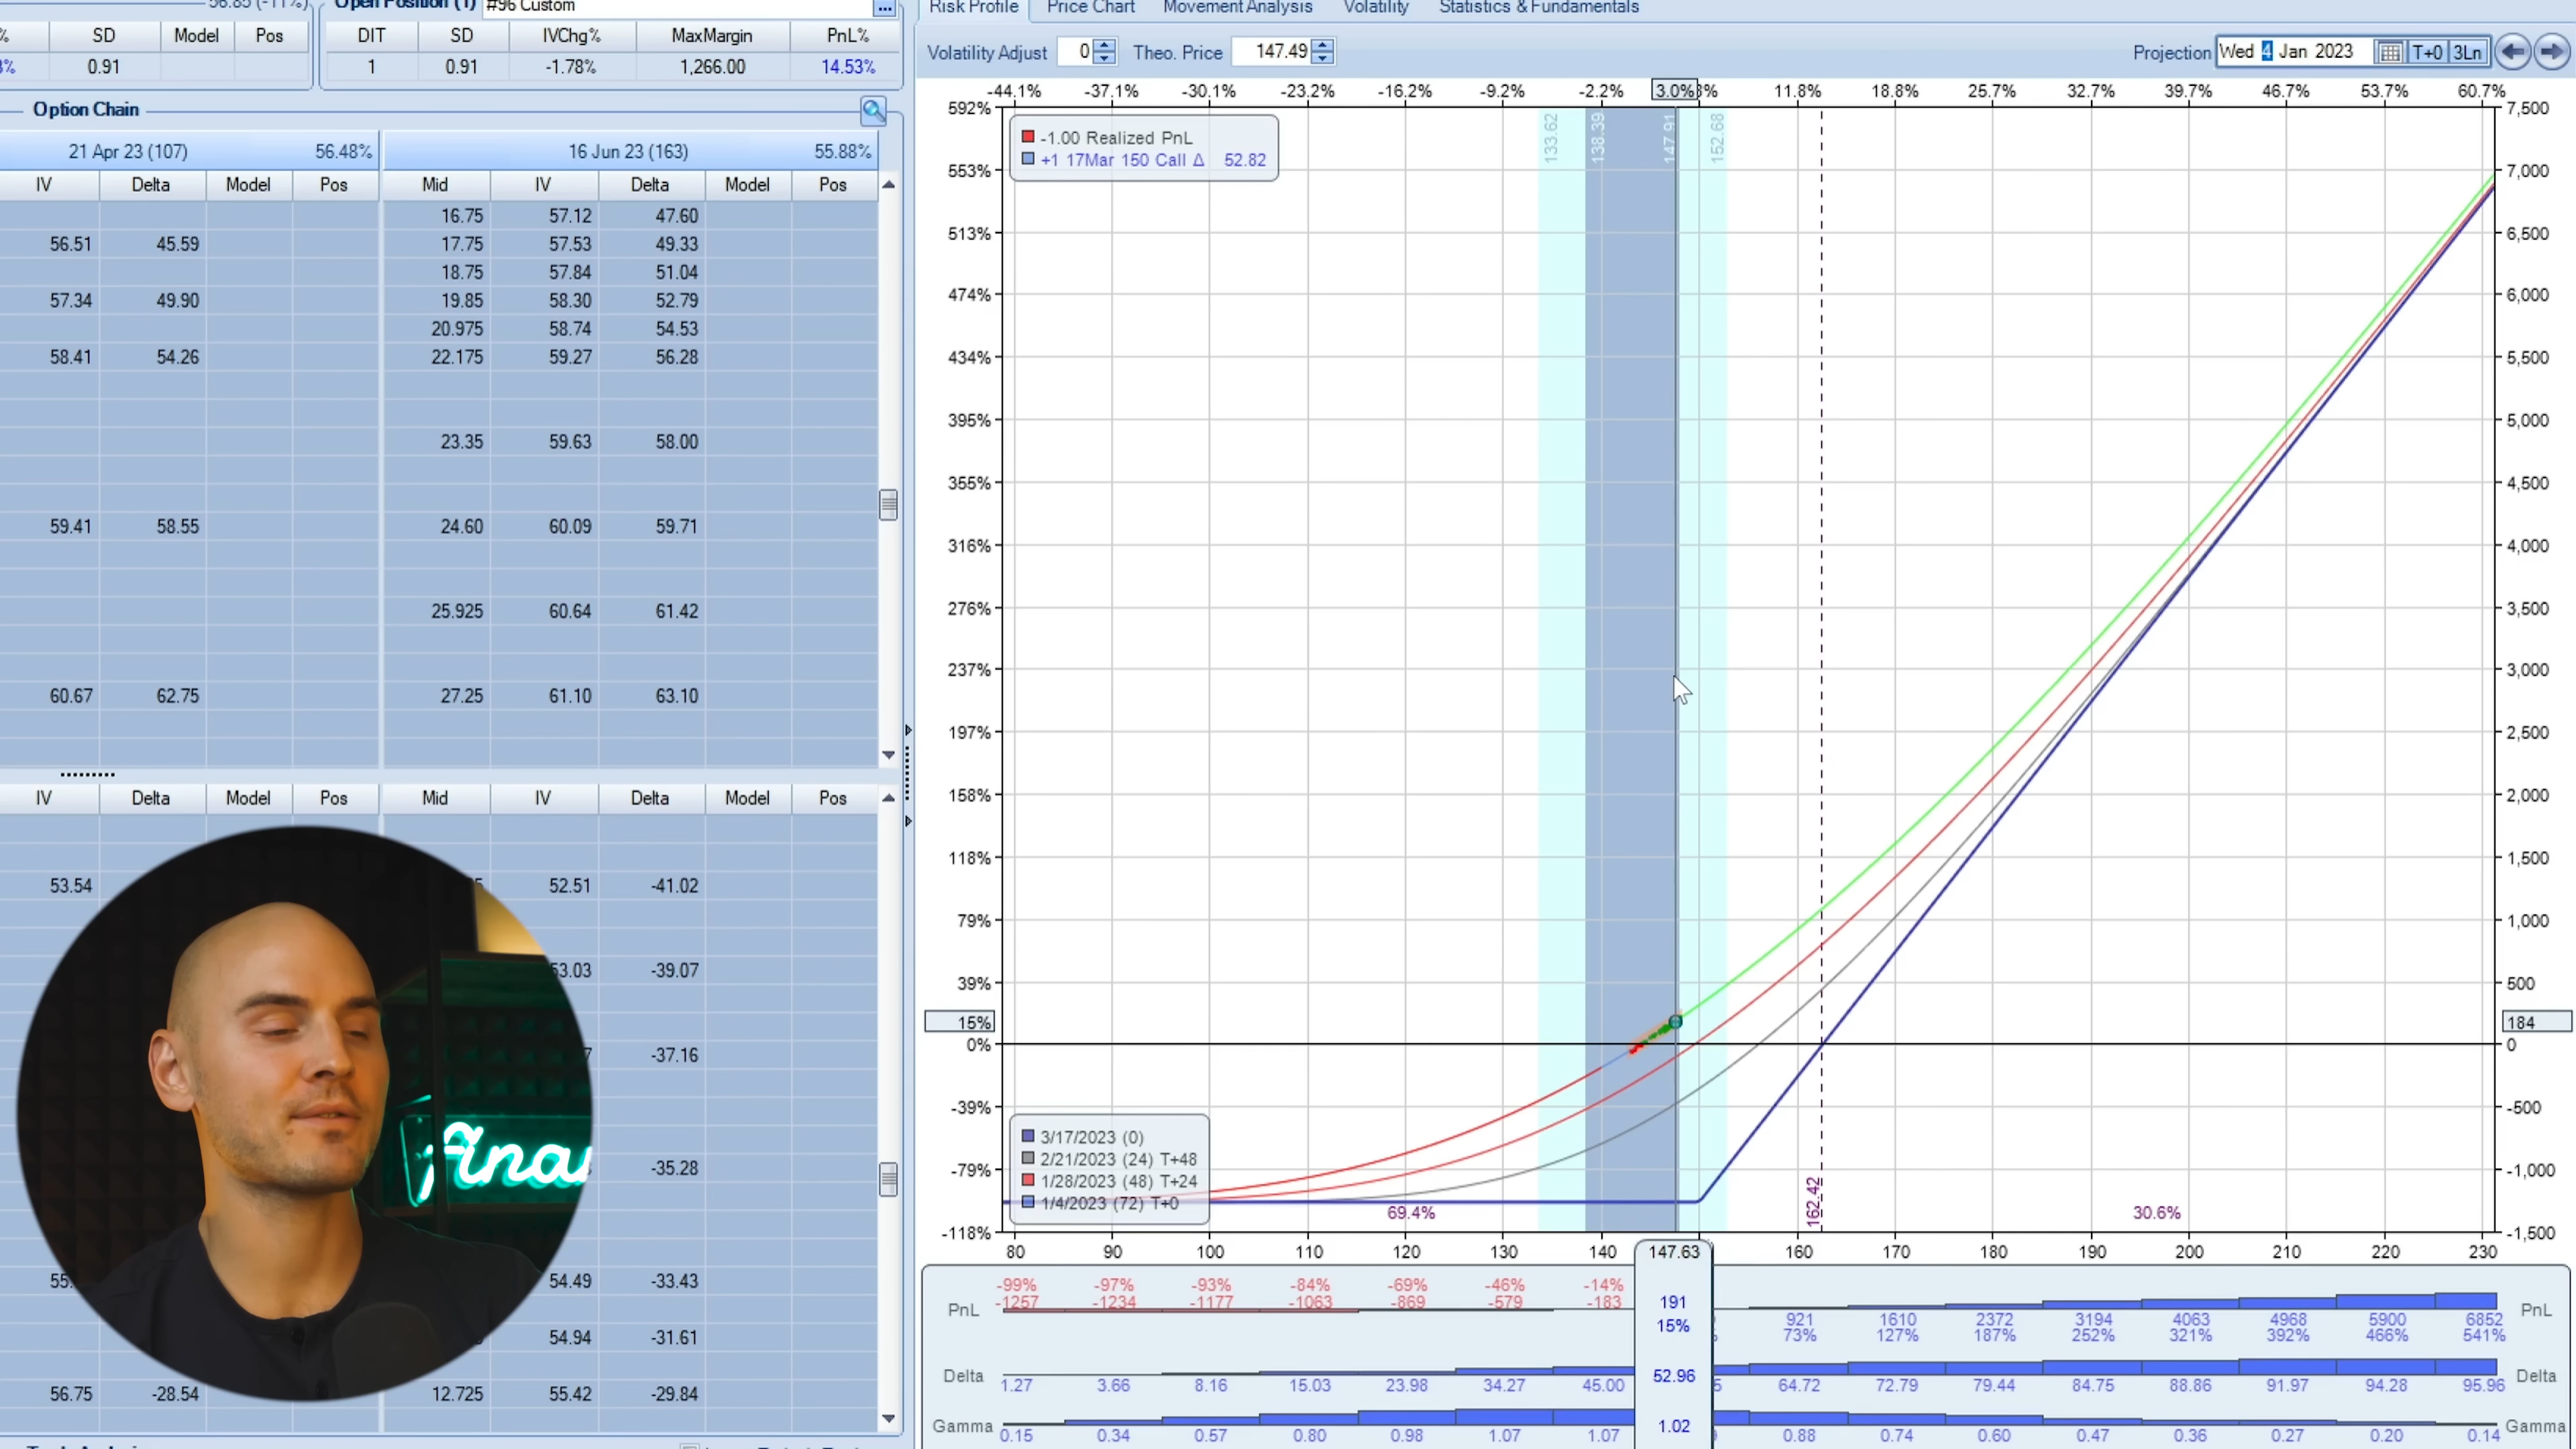 56.85 (-11%)
Open Position (1) #96 Custom ...
% SD Model Pos
0.91
DIT SD IVChg% MaxMargin PnL%
1 0.91 -1.78% 1,266.00 14.53%
Option Chain
21 Apr 23 (107) 56.48% 16 Jun 23 (163) 55.88%
IV Delta Model Pos Mid IV Delta Model Pos
16.75 57.12 47.60
56.51 45.59 17.75 57.53 49.33
18.75 57.84 51.04
57.34 49.90 19.85 58.30 52.79
20.975 58.74 54.53
58.41 54.26 22.175 59.27 56.28
23.35 59.63 58.00
59.41 58.55 24.60 60.09 59.71
25.925 60.64 61.42
60.67 62.75 27.25 61.10 63.10
IV Delta Model Pos Mid IV Delta Model Pos
53.54 52.51 -41.02
53.03 -39.07
-37.16
-35.28
54.49 -33.43
54.94 -31.61
56.75 -28.54 12.725 55.42 -29.84
Risk Profile Price Chart Movement Analysis Volatility Statistics & Fundamentals
Volatility Adjust 0 Theo. Price 147.49 Projection Wed 4 Jan 2023 T+0 3Ln
-44.1% -37.1% -30.1% -23.2% -16.2% -9.2% -2.2% 3.0% 11.8% 18.8% 25.7% 32.7% 39.7% 46.7% 53.7% 60.7%
592% 7,500
553% 7,000
513% 6,500
474% 6,000
434% 5,500
395% 5,000
355% 4,500
316% 4,000
276% 3,500
237% 3,000
197% 2,500
158% 2,000
118% 1,500
79% 1,000
39% 500
15% 184
0% 0
-39% -500
-79% -1,000
-118% -1,500
-1.00 Realized PnL
+1 17Mar 150 Call Δ 52.82
133.62 138.39 147.91 152.68
3/17/2023 (0)
2/21/2023 (24) T+48
1/28/2023 (48) T+24
1/4/2023 (72) T+0
69.4% 162.42 30.6%
80 90 100 110 120 130 140 147.63 160 170 180 190 200 210 220 230
PnL -99% -97% -93% -84% -69% -46% -14% PnL
-1257 -1234 -1177 -1063 -869 -579 -183 191 921 1610 2372 3194 4063 4968 5900 6852
15% 73% 127% 187% 252% 321% 392% 466% 541%
Delta 1.27 3.66 8.16 15.03 23.98 34.27 45.00 52.96 64.72 72.79 79.44 84.75 88.86 91.97 94.28 95.96 Delta
Gamma 0.15 0.34 0.57 0.80 0.98 1.07 1.07 1.02 0.88 0.74 0.60 0.47 0.36 0.27 0.20 0.14 Gamma